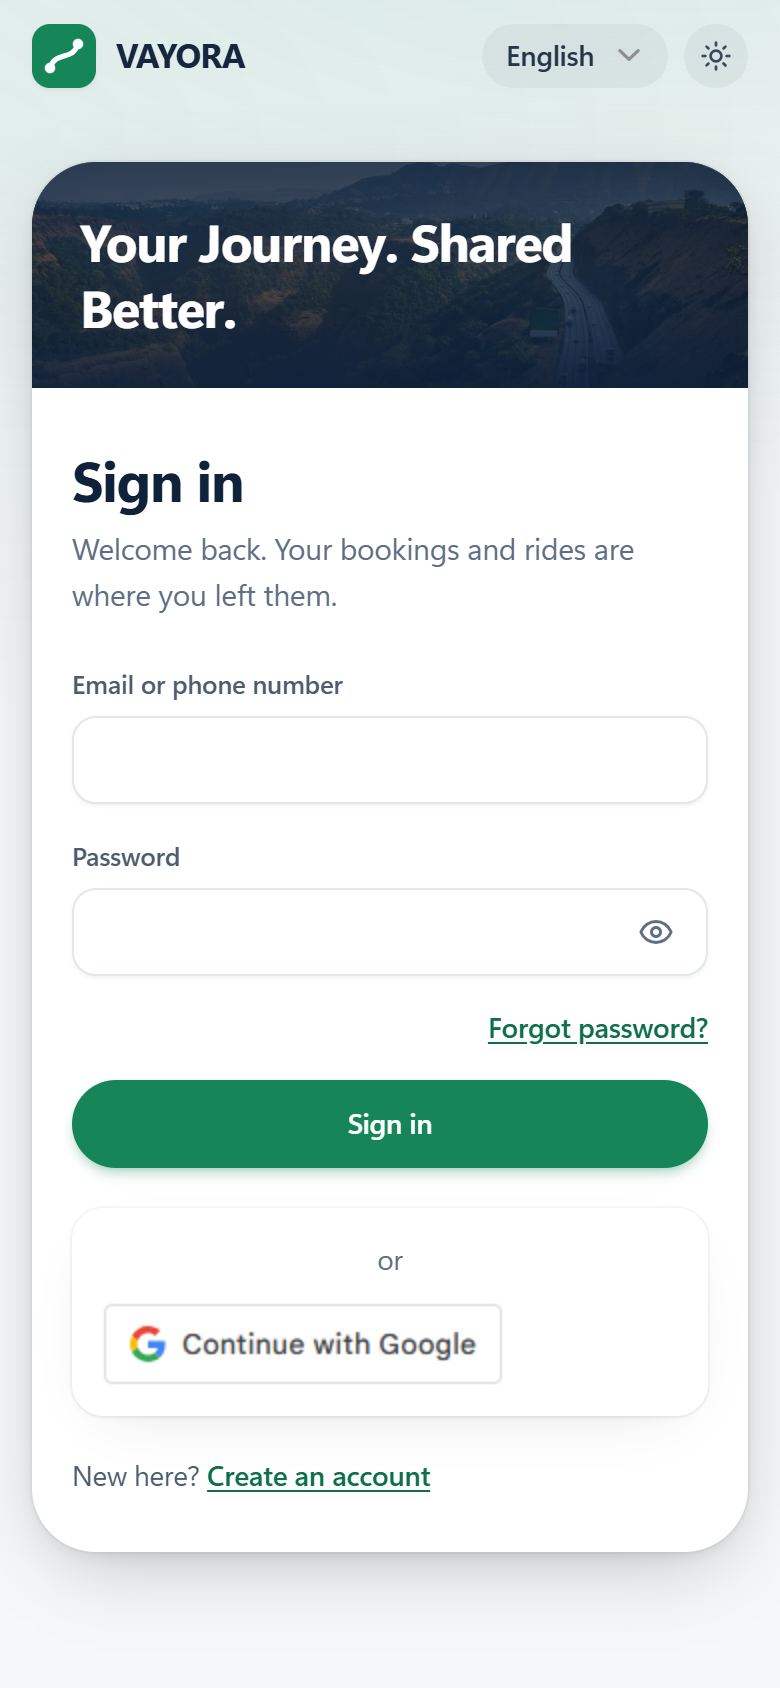 VAYORA
English
Your Journey. Shared
Better.
Sign in
Welcome back. Your bookings and rides are
where you left them.
Email or phone number
Password
Forgot password?
Sign in
or
Continue with Google
New here? Create an account